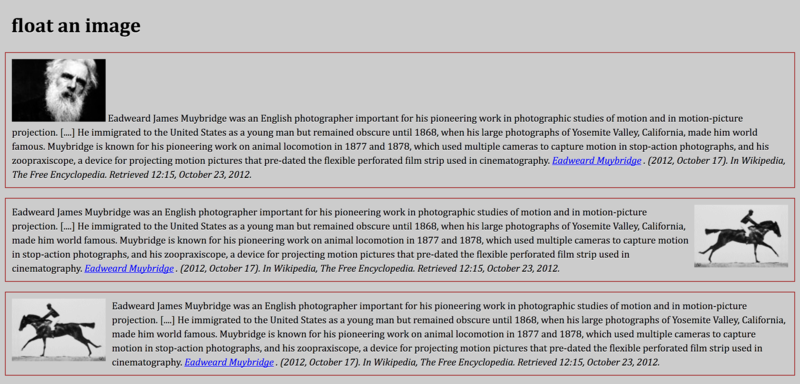 float an image
Eadweard James Muybridge was an English photographer important for his pioneering work in photographic studies of motion and in motion-picture
projection. [....] He immigrated to the United States as a young man but remained obscure until 1868, when his large photographs of Yosemite Valley, California, made him world
famous. Muybridge is known for his pioneering work on animal locomotion in 1877 and 1878, which used multiple cameras to capture motion in stop-action photographs, and his
zoopraxiscope, a device for projecting motion pictures that pre-dated the flexible perforated film strip used in cinematography. Eadweard Muybridge . (2012, October 17). In Wikipedia,
The Free Encyclopedia. Retrieved 12:15, October 23, 2012.
Eadweard James Muybridge was an English photographer important for his pioneering work in photographic studies of motion and in motion-picture
projection. [....] He immigrated to the United States as a young man but remained obscure until 1868, when his large photographs of Yosemite Valley, California,
made him world famous. Muybridge is known for his pioneering work on animal locomotion in 1877 and 1878, which used multiple cameras to capture motion
in stop-action photographs, and his zoopraxiscope, a device for projecting motion pictures that pre-dated the flexible perforated film strip used in
cinematography. Eadweard Muybridge . (2012, October 17). In Wikipedia, The Free Encyclopedia. Retrieved 12:15, October 23, 2012.
Eadweard James Muybridge was an English photographer important for his pioneering work in photographic studies of motion and in motion-picture
projection. [....] He immigrated to the United States as a young man but remained obscure until 1868, when his large photographs of Yosemite Valley, California,
made him world famous. Muybridge is known for his pioneering work on animal locomotion in 1877 and 1878, which used multiple cameras to capture
motion in stop-action photographs, and his zoopraxiscope, a device for projecting motion pictures that pre-dated the flexible perforated film strip used in
cinematography. Eadweard Muybridge . (2012, October 17). In Wikipedia, The Free Encyclopedia. Retrieved 12:15, October 23, 2012.